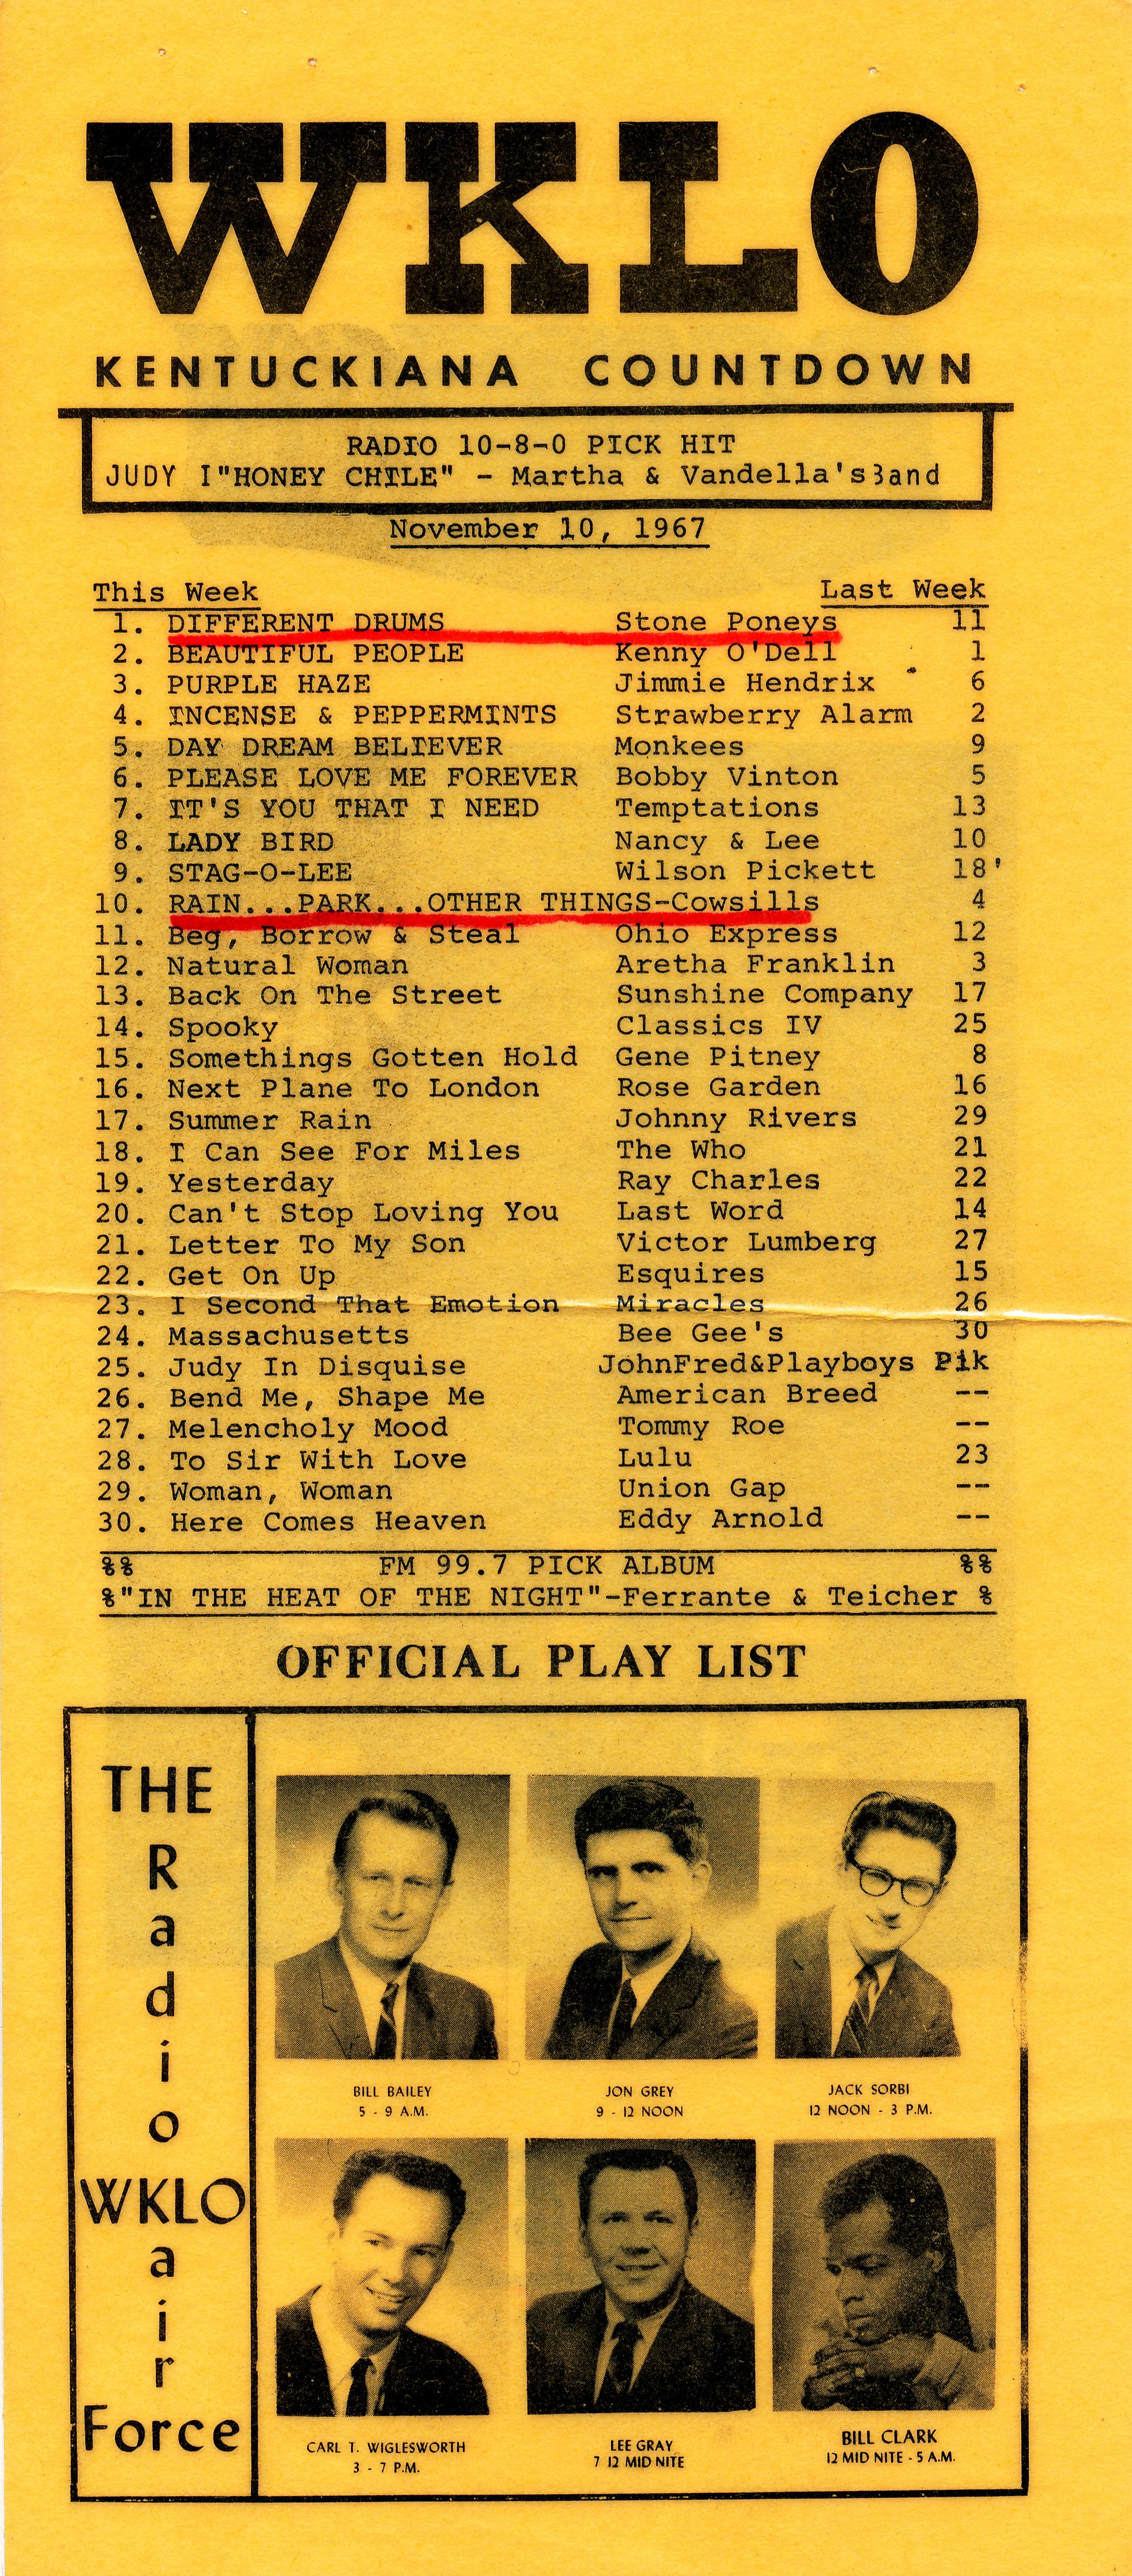 WKLO
KENTUCKIANA COUNTDOWN
RADIO 10-8-0 PICK HIT
JUDY I"HONEY CHILE" - Martha & Vandella's Band
November 10, 1967
This Week Last Week
1. DIFFERENT DRUMS Stone Poneys 11
2. BEAUTIFUL PEOPLE Kenny O'Dell 1
3. PURPLE HAZE Jimmie Hendrix 6
4. INCENSE & PEPPERMINTS Strawberry Alarm 2
5. DAY DREAM BELIEVER Monkees 9
6. PLEASE LOVE ME FOREVER Bobby Vinton 5
7. IT'S YOU THAT I NEED Temptations 13
8. LADY BIRD Nancy & Lee 10
9. STAG-O-LEE Wilson Pickett 18'
10. RAIN...PARK...OTHER THINGS-Cowsills 4
11. Beg, Borrow & Steal Ohio Express 12
12. Natural Woman Aretha Franklin 3
13. Back On The Street Sunshine Company 17
14. Spooky Classics IV 25
15. Somethings Gotten Hold Gene Pitney 8
16. Next Plane To London Rose Garden 16
17. Summer Rain Johnny Rivers 29
18. I Can See For Miles The Who 21
19. Yesterday Ray Charles 22
20. Can't Stop Loving You Last Word 14
21. Letter To My Son Victor Lumberg 27
22. Get On Up Esquires 15
23. I Second That Emotion Miracles 26
24. Massachusetts Bee Gee's 30
25. Judy In Disquise JohnFred&Playboys Pik
26. Bend Me, Shape Me American Breed --
27. Melencholy Mood Tommy Roe --
28. To Sir With Love Lulu 23
29. Woman, Woman Union Gap --
30. Here Comes Heaven Eddy Arnold --
%% FM 99.7 PICK ALBUM %%
%"IN THE HEAT OF THE NIGHT"-Ferrante & Teicher %
OFFICIAL PLAY LIST
THE
Radio
WKLO
air
Force
BILL BAILEY
5 - 9 A.M.
JON GREY
9 - 12 NOON
JACK SORBI
12 NOON - 3 P.M.
CARL T. WIGLESWORTH
3 - 7 P.M.
LEE GRAY
7 12 MID NITE
BILL CLARK
12 MID NITE - 5 A.M.